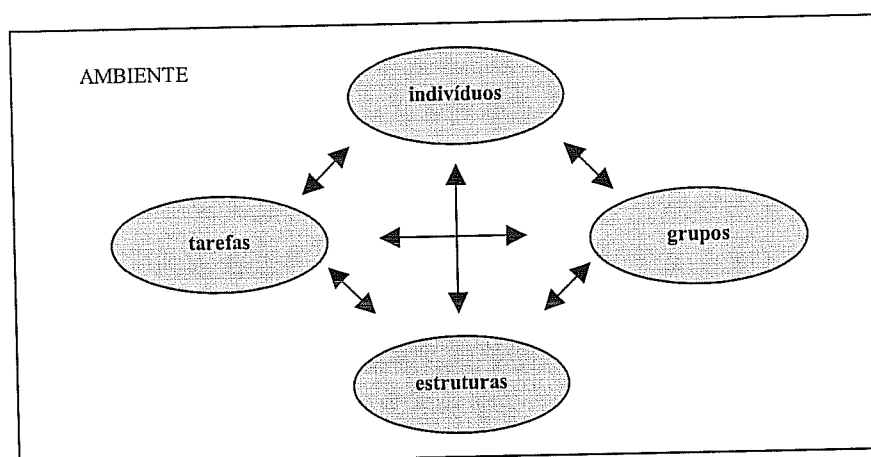 AMBIENTE
indivíduos
tarefas
grupos
estruturas